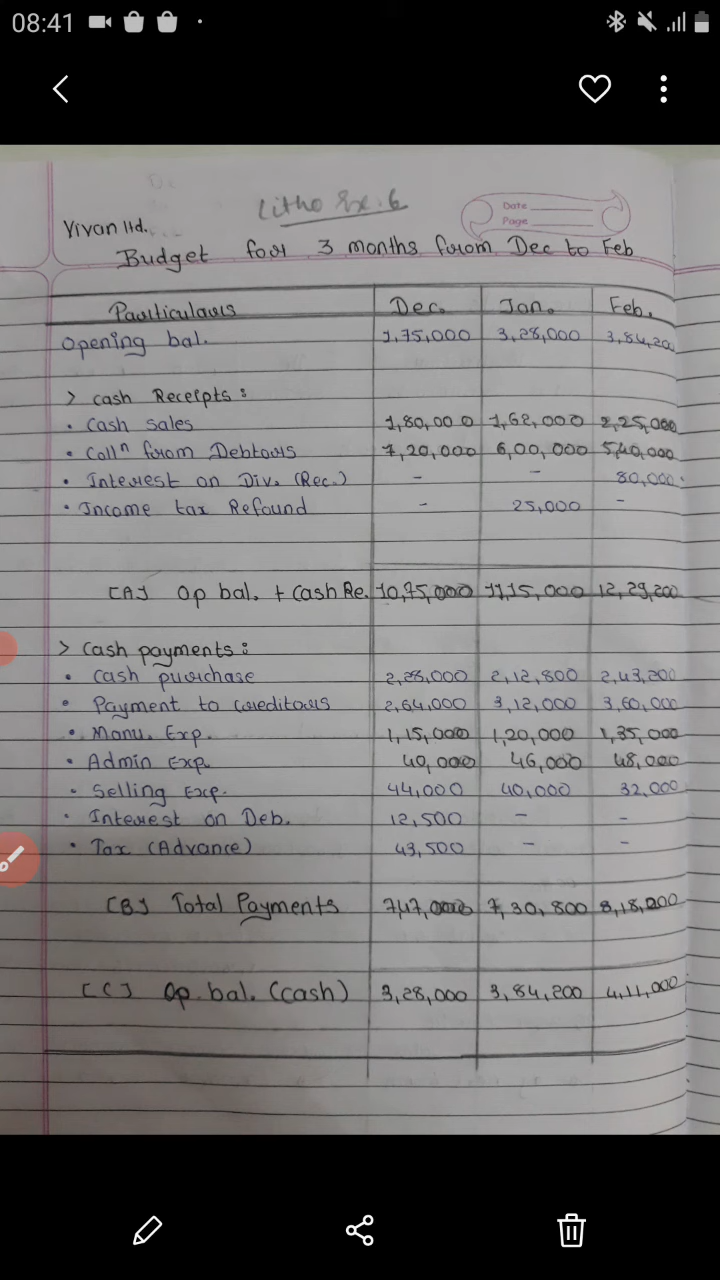 08:41
Litho Ex. 6
Date
Page
Vivan ltd.
Budget for 3 months from Dec to Feb
Particulars Dec. Jan. Feb.
Opening bal. 1,75,000 3,28,000 3,84,200
> cash Receipts :
• Cash sales 1,80,000 1,62,000 2,25,000
• Collⁿ from Debtors 7,20,000 6,00,000 5,40,000
• Interest on Div. (Rec.) - - 80,000
• Income tax Refound - 25,000 -
[A] Op bal. + Cash Re. 10,75,000 11,15,000 12,29,200
> Cash payments :
• Cash purchase 2,28,000 2,12,800 2,43,200
• Payment to creditors 2,64,000 3,12,000 3,60,000
• Manu. Exp. 1,15,000 1,20,000 1,35,000
• Admin Exp. 40,000 46,000 48,000
• Selling Exp. 44,000 40,000 32,000
• Interest on Deb. 12,500 - -
• Tax (Advance) 43,500 - -
[B] Total Payments 7,47,000 7,30,800 8,18,200
[C] Op. bal. (cash) 3,28,000 3,84,200 4,11,000